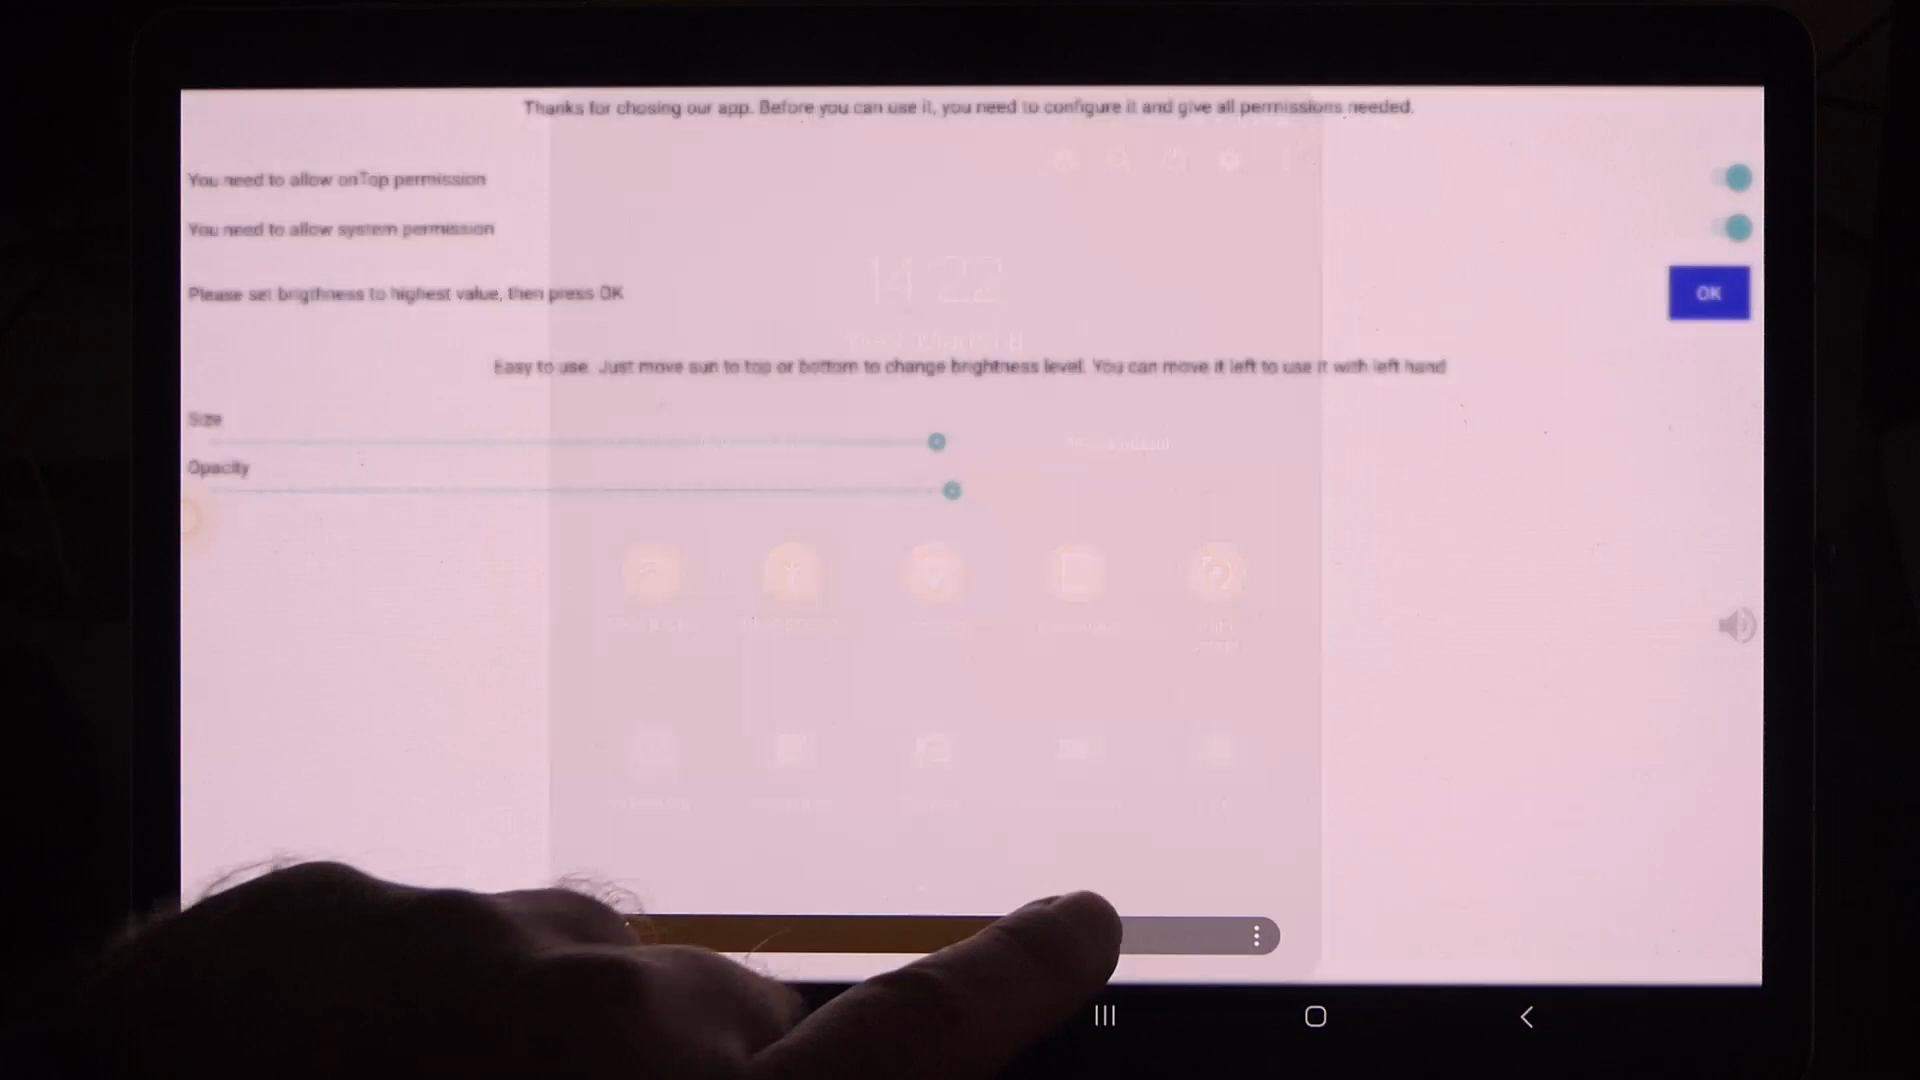 Thanks for chosing our app. Before you can use it, you need to configure it and give all permissions needed.
You need to allow onTop permission
You need to allow system permission
Please set brigthness to highest value, then press OK
OK
14:22
Easy to use. Just move sun to top or bottom to change brightness level. You can move it left to use it with left hand
Size
Opacity